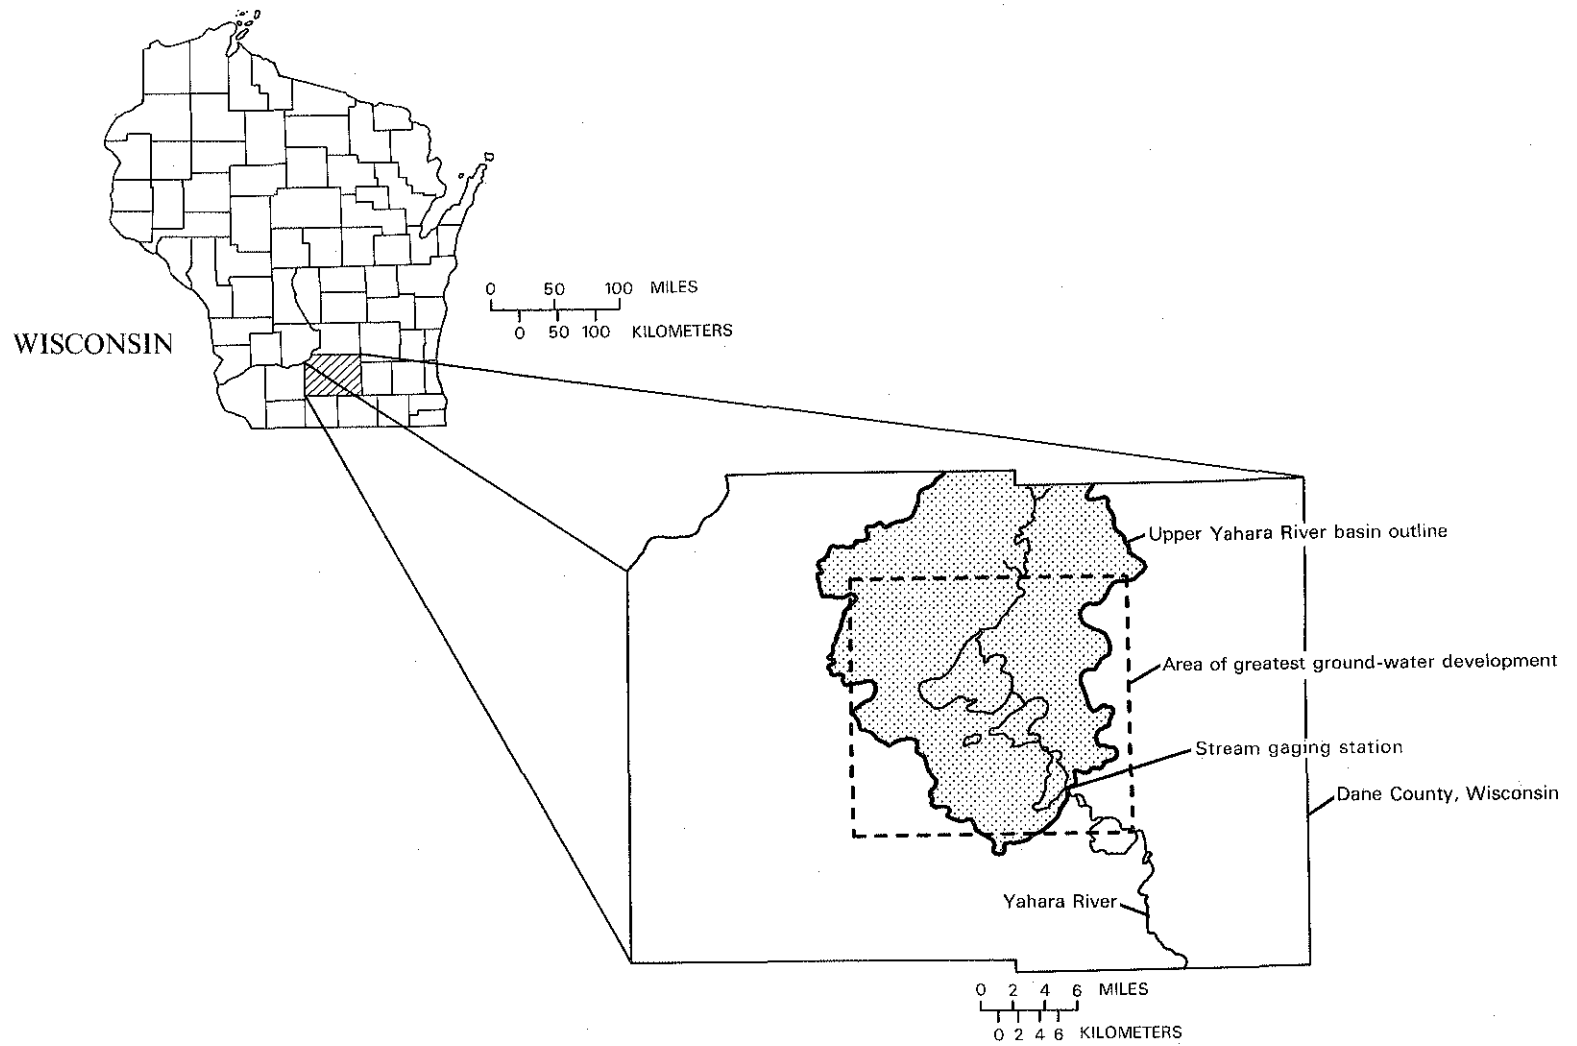 0 50 100 MILES
0 50 100 KILOMETERS
WISCONSIN
Upper Yahara River basin outline
Area of greatest ground-water development
Stream gaging station
Dane County, Wisconsin
Yahara River
0 2 4 6 MILES
0 2 4 6 KILOMETERS